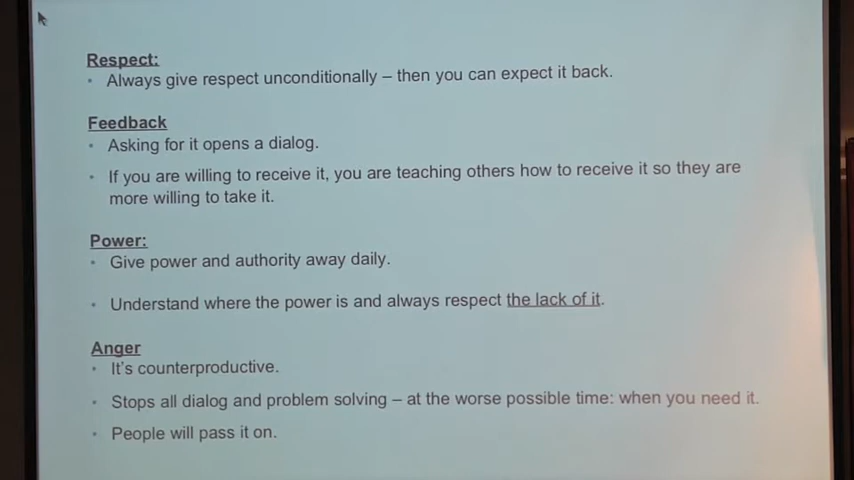 Respect:
• Always give respect unconditionally – then you can expect it back.
Feedback
• Asking for it opens a dialog.
• If you are willing to receive it, you are teaching others how to receive it so they are
more willing to take it.
Power:
• Give power and authority away daily.
• Understand where the power is and always respect the lack of it.
Anger
• It's counterproductive.
• Stops all dialog and problem solving – at the worse possible time: when you need it.
• People will pass it on.